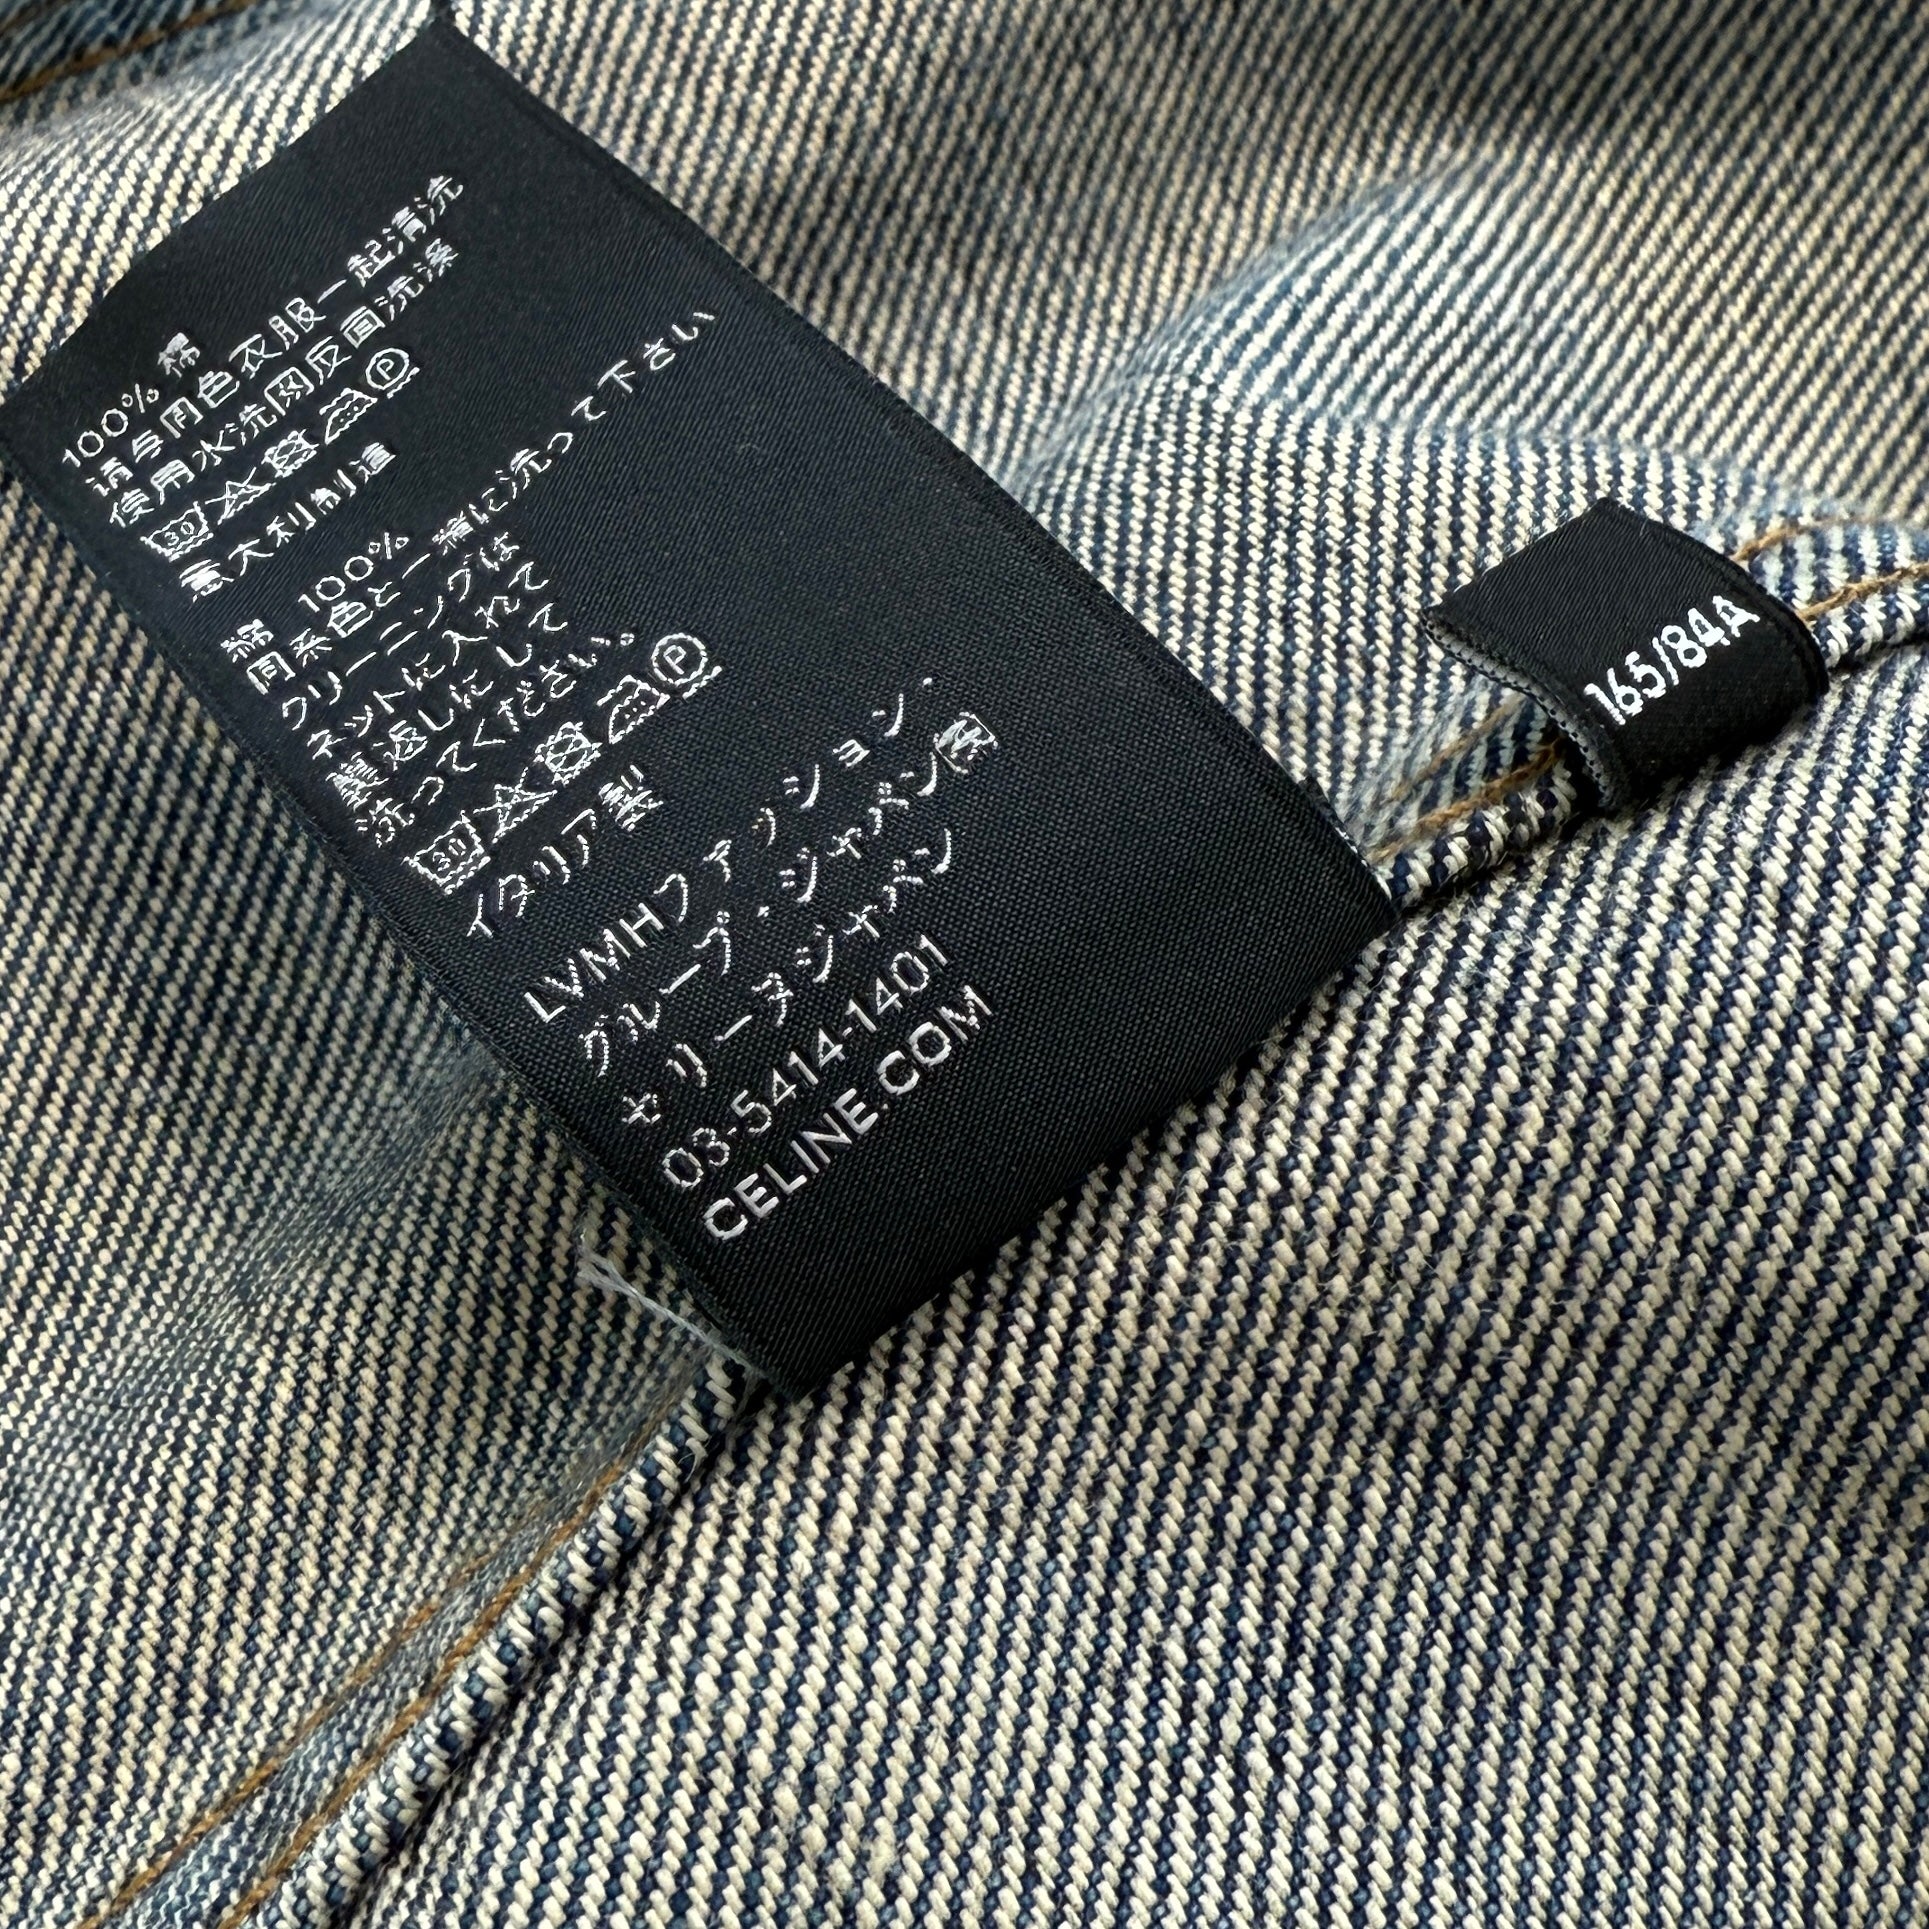 100% 棉
请与同色衣服一起清洗
使用水洗网反面洗涤
30 P
意大利制造
綿 100%
同系色と一緒に洗って下さい
クリーニングは
ネットに入れて
裏返しにして
洗ってください。
30 P
イタリア製
LVMHファッション・
グループ・ジャパン㈱
セリーヌジャパン
03-5414-1401
CELINE.COM
165/84A